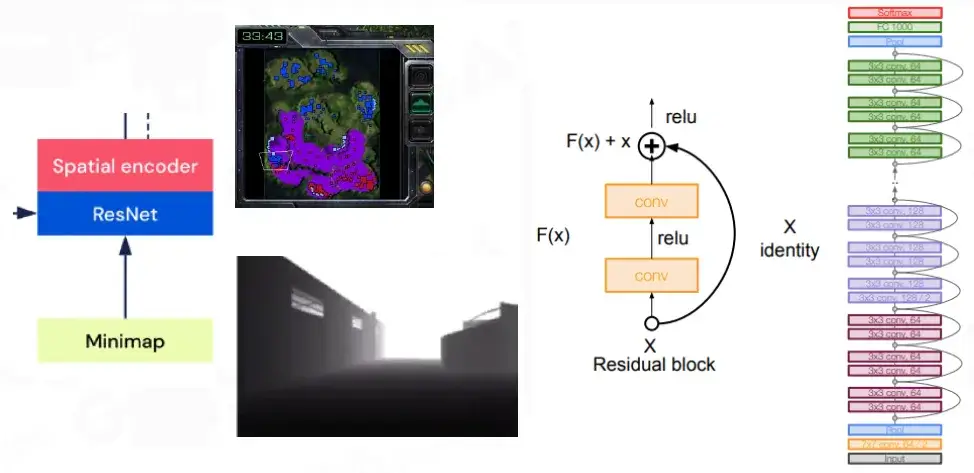 Spatial encoder
ResNet
Minimap
33:43
relu
F(x) + x
conv
F(x)
relu
X
identity
conv
X
Residual block
Softmax
FC 1000
Pool
3x3 conv, 64
3x3 conv, 64
3x3 conv, 64
3x3 conv, 64
3x3 conv, 64
3x3 conv, 64
..
3x3 conv, 128
3x3 conv, 128
3x3 conv, 128
3x3 conv, 128
3x3 conv, 128
3x3 conv, 128 / 2
3x3 conv, 64
3x3 conv, 64
3x3 conv, 64
3x3 conv, 64
3x3 conv, 64
3x3 conv, 64
Pool
7x7 conv, 64 / 2
Input